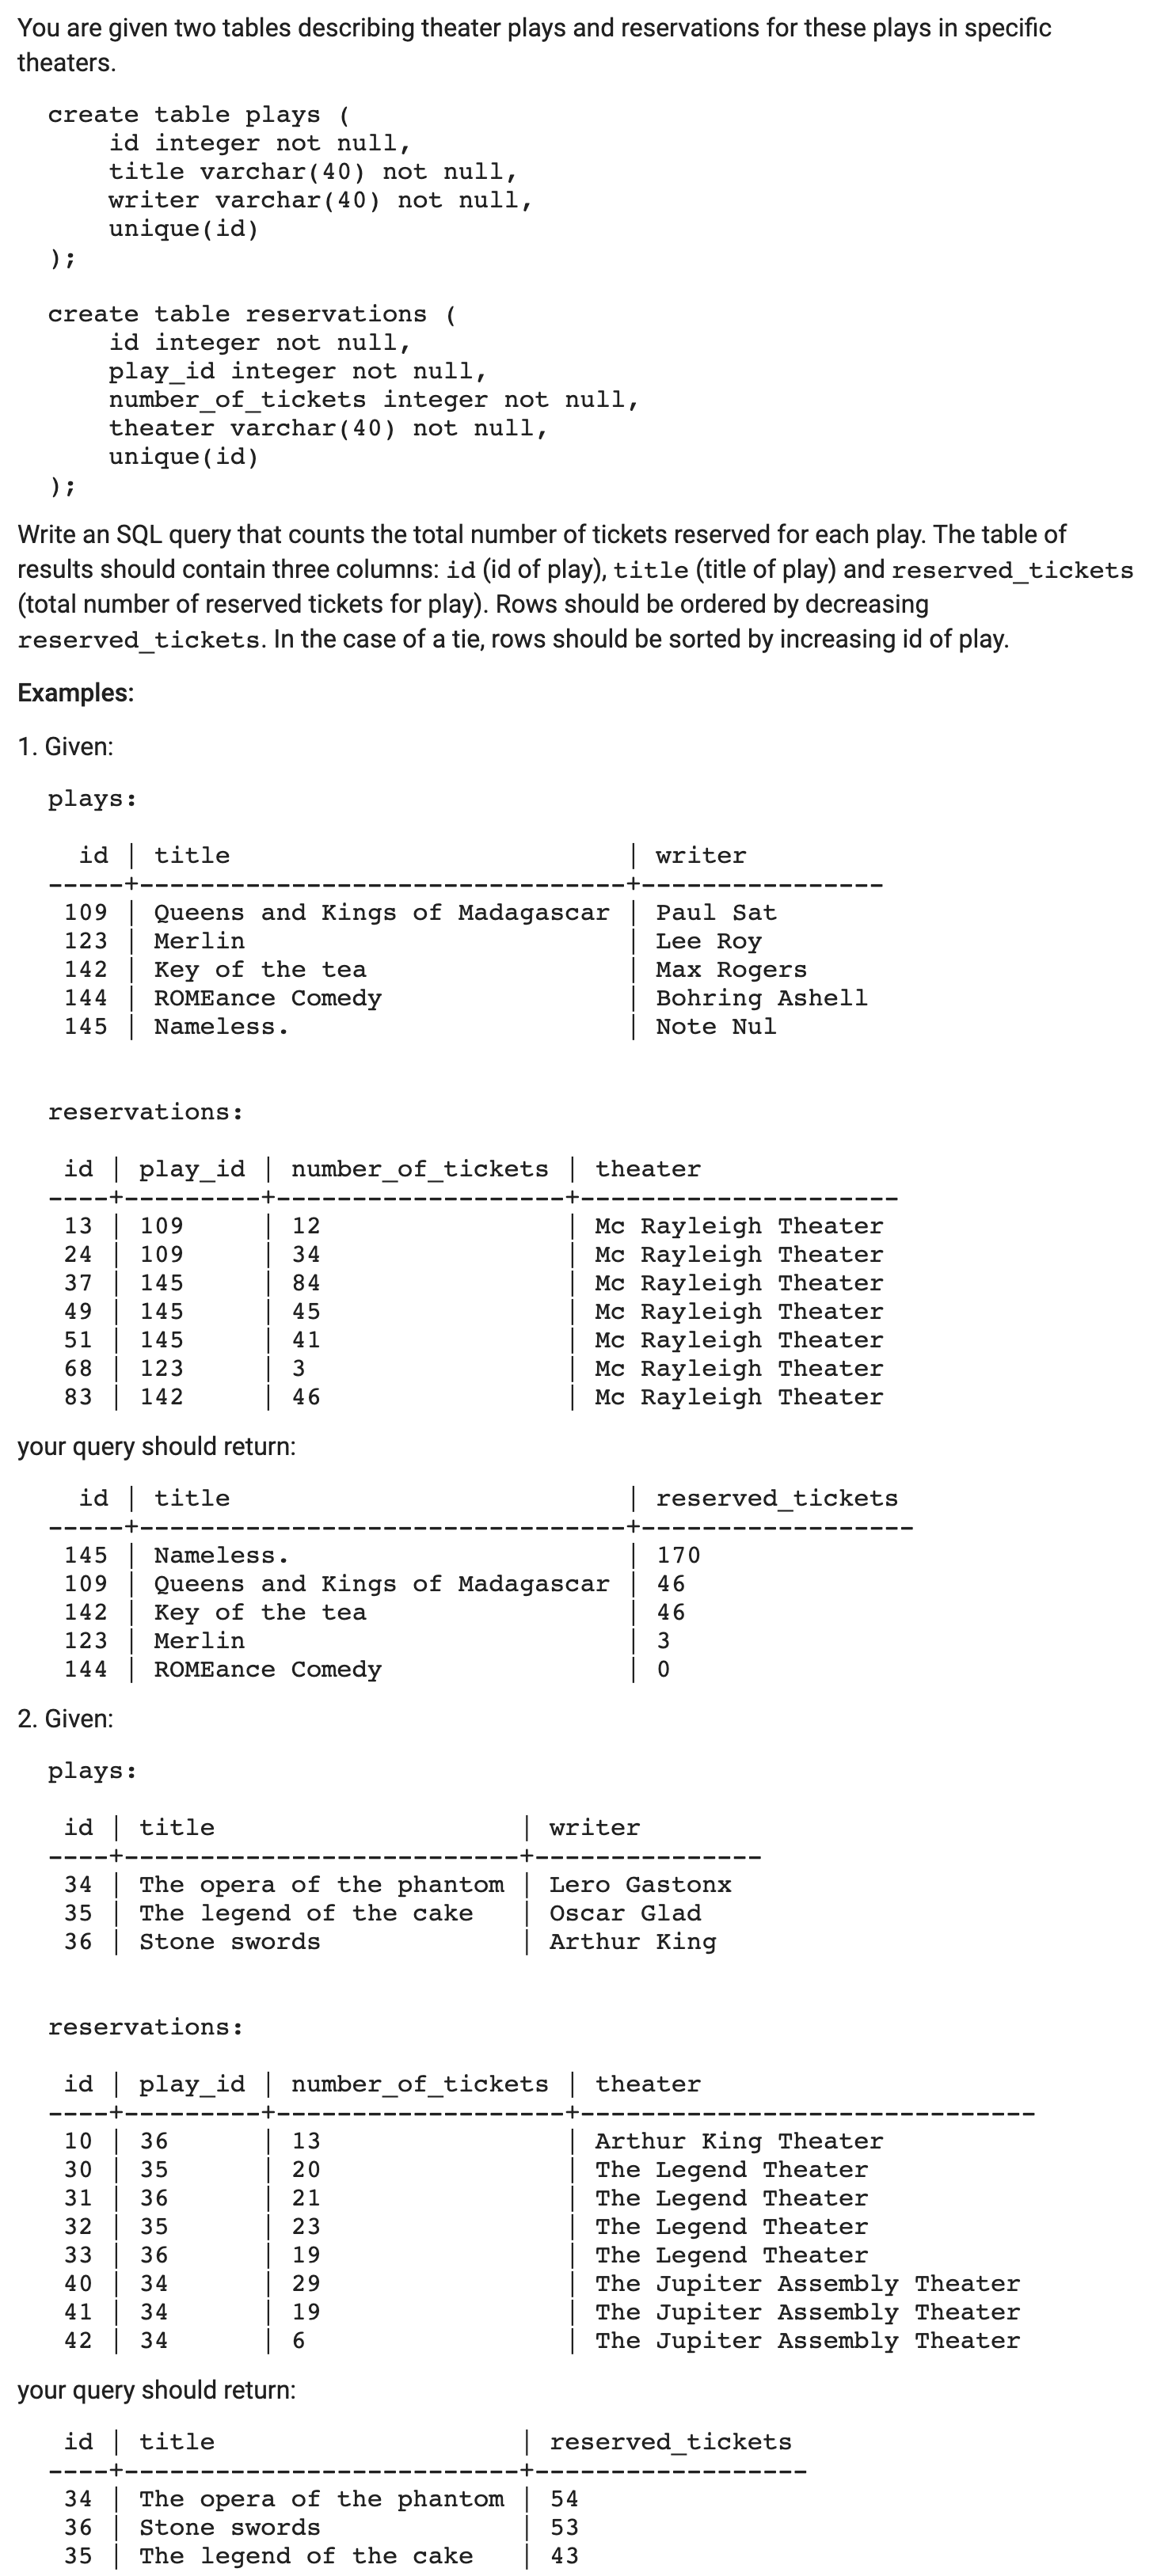 You are given two tables describing theater plays and reservations for these plays in specific
theaters.
create table plays (
    id integer not null,
    title varchar(40) not null,
    writer varchar(40) not null,
    unique(id)
);
create table reservations (
    id integer not null,
    play_id integer not null,
    number_of_tickets integer not null,
    theater varchar(40) not null,
    unique(id)
);
Write an SQL query that counts the total number of tickets reserved for each play. The table of
results should contain three columns: id (id of play), title (title of play) and reserved_tickets
(total number of reserved tickets for play). Rows should be ordered by decreasing
reserved_tickets. In the case of a tie, rows should be sorted by increasing id of play.
Examples:
1. Given:
plays:
  id | title                          | writer
-----+--------------------------------+----------------
 109 | Queens and Kings of Madagascar | Paul Sat
 123 | Merlin                         | Lee Roy
 142 | Key of the tea                 | Max Rogers
 144 | ROMEance Comedy                | Bohring Ashell
 145 | Nameless.                      | Note Nul
reservations:
 id | play_id | number_of_tickets | theater
----+---------+-------------------+---------------------
 13 | 109     | 12                | Mc Rayleigh Theater
 24 | 109     | 34                | Mc Rayleigh Theater
 37 | 145     | 84                | Mc Rayleigh Theater
 49 | 145     | 45                | Mc Rayleigh Theater
 51 | 145     | 41                | Mc Rayleigh Theater
 68 | 123     | 3                 | Mc Rayleigh Theater
 83 | 142     | 46                | Mc Rayleigh Theater
your query should return:
  id | title                          | reserved_tickets
-----+--------------------------------+------------------
 145 | Nameless.                      | 170
 109 | Queens and Kings of Madagascar | 46
 142 | Key of the tea                 | 46
 123 | Merlin                         | 3
 144 | ROMEance Comedy                | 0
2. Given:
plays:
 id | title                    | writer
----+--------------------------+---------------
 34 | The opera of the phantom | Lero Gastonx
 35 | The legend of the cake   | Oscar Glad
 36 | Stone swords             | Arthur King
reservations:
 id | play_id | number_of_tickets | theater
----+---------+-------------------+------------------------------
 10 | 36      | 13                | Arthur King Theater
 30 | 35      | 20                | The Legend Theater
 31 | 36      | 21                | The Legend Theater
 32 | 35      | 23                | The Legend Theater
 33 | 36      | 19                | The Legend Theater
 40 | 34      | 29                | The Jupiter Assembly Theater
 41 | 34      | 19                | The Jupiter Assembly Theater
 42 | 34      | 6                 | The Jupiter Assembly Theater
your query should return:
 id | title                    | reserved_tickets
----+--------------------------+------------------
 34 | The opera of the phantom | 54
 36 | Stone swords             | 53
 35 | The legend of the cake   | 43